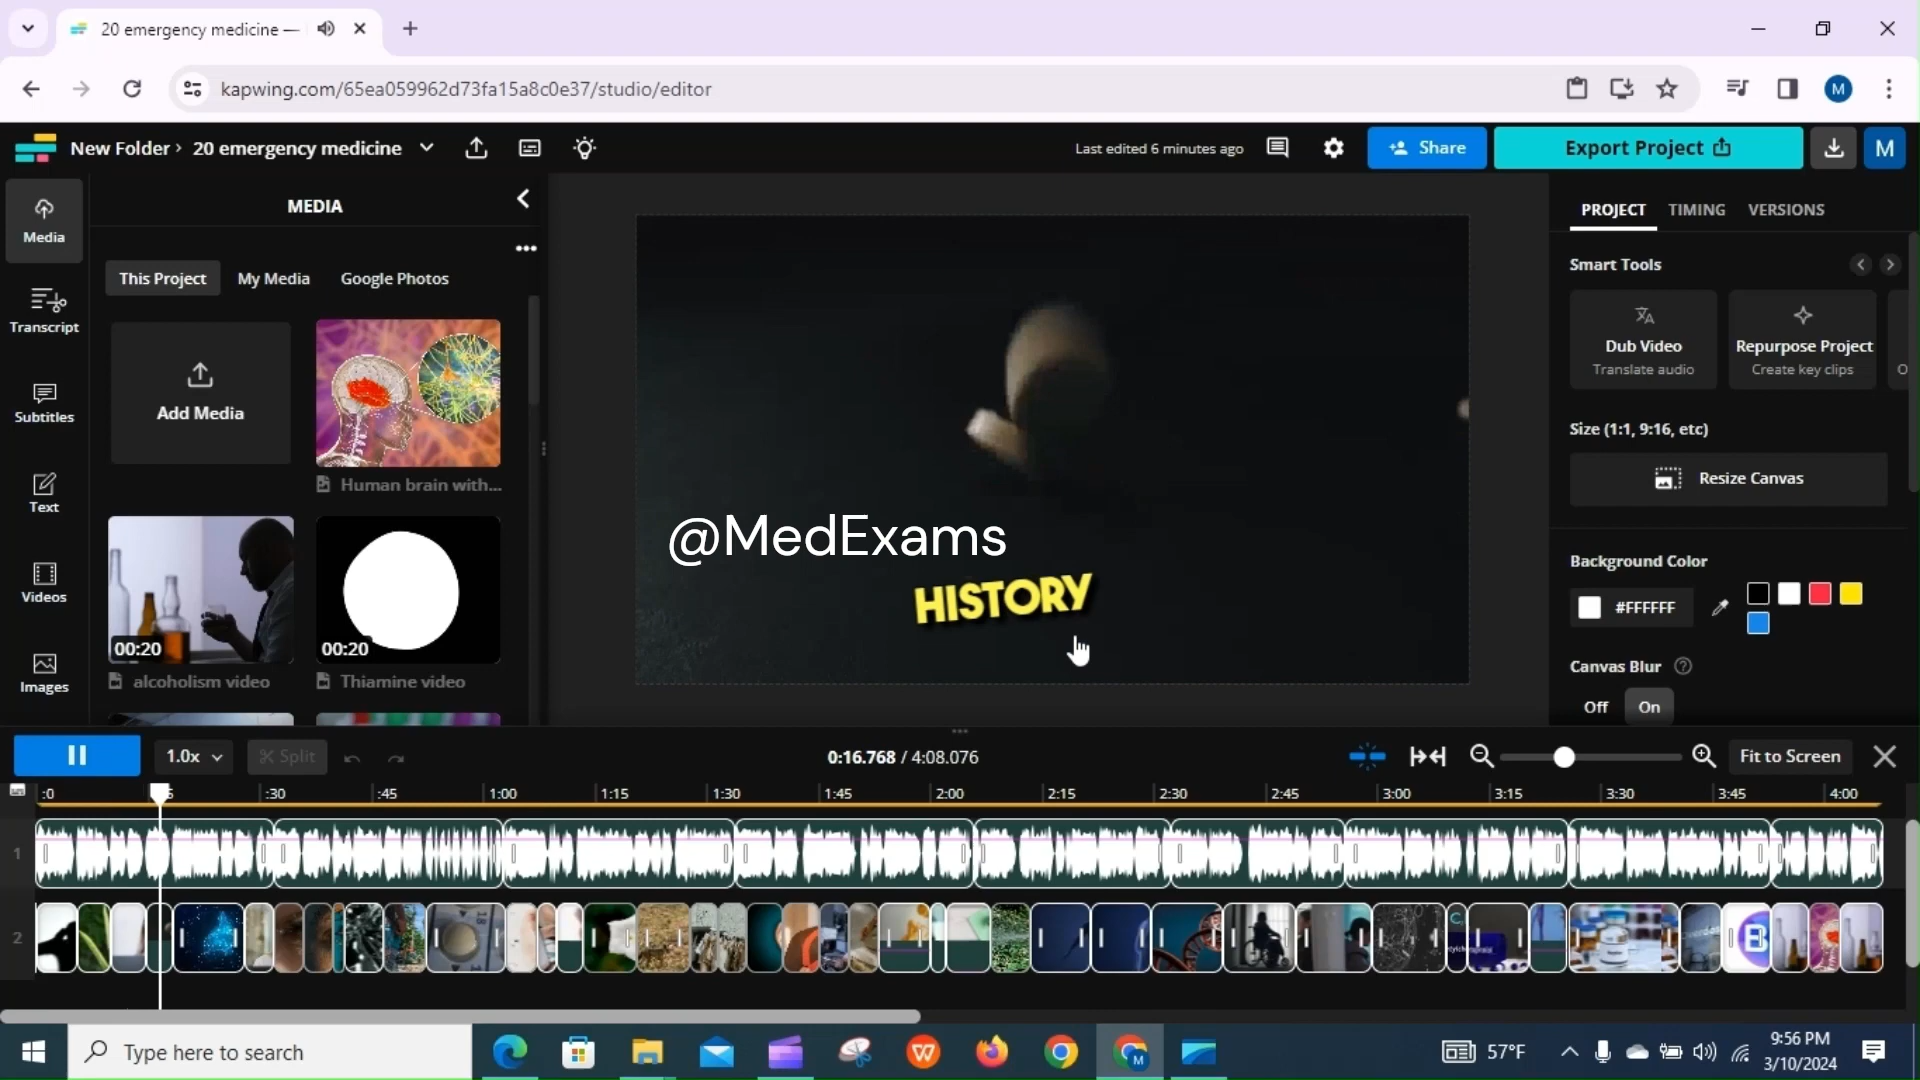 20 emergency medicine —
kapwing.com/65ea059962d73fa15a8c0e37/studio/editor
M
New Folder › 20 emergency medicine
Last edited 6 minutes ago
Share
Export Project
M
Media
Transcript
Subtitles
Text
Videos
Images
MEDIA
This Project
My Media
Google Photos
Add Media
Human brain with...
00:20
alcoholism video
00:20
Thiamine video
@MedExams
HISTORY
PROJECT
TIMING
VERSIONS
Smart Tools
Dub Video
Translate audio
Repurpose Project
Create key clips
O
Size (1:1, 9:16, etc)
Resize Canvas
Background Color
#FFFFFF
Canvas Blur
Off
On
1.0x
Split
0:16.768 / 4:08.076
Fit to Screen
:0
:30
:45
1:00
1:15
1:30
1:45
2:00
2:15
2:30
2:45
3:00
3:15
3:30
3:45
4:00
1
2
Type here to search
M
57°F
9:56 PM
3/10/2024